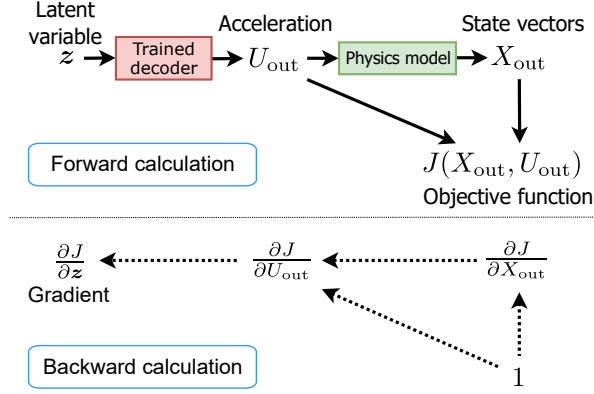 Latent variable
Acceleration
State vectors
z
Trained decoder
U_out
Physics model
X_out
Forward calculation
J(X_out, U_out)
Objective function
∂J/∂z
∂J/∂U_out
∂J/∂X_out
Gradient
Backward calculation
1